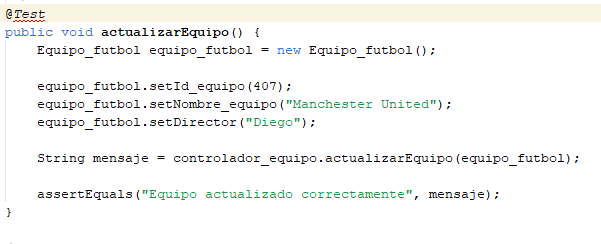 @Test
public void actualizarEquipo() {
    Equipo_futbol equipo_futbol = new Equipo_futbol();
    equipo_futbol.setId_equipo(407);
    equipo_futbol.setNombre_equipo("Manchester United");
    equipo_futbol.setDirector("Diego");
    String mensaje = controlador_equipo.actualizarEquipo(equipo_futbol);
    assertEquals("Equipo actualizado correctamente", mensaje);
}